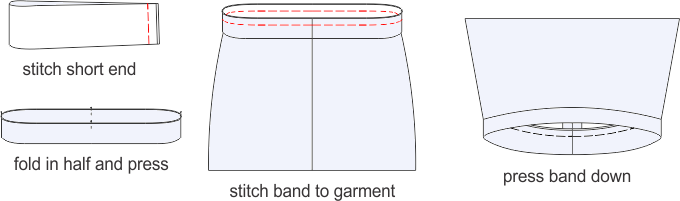 stitch short end
fold in half and press
stitch band to garment
press band down